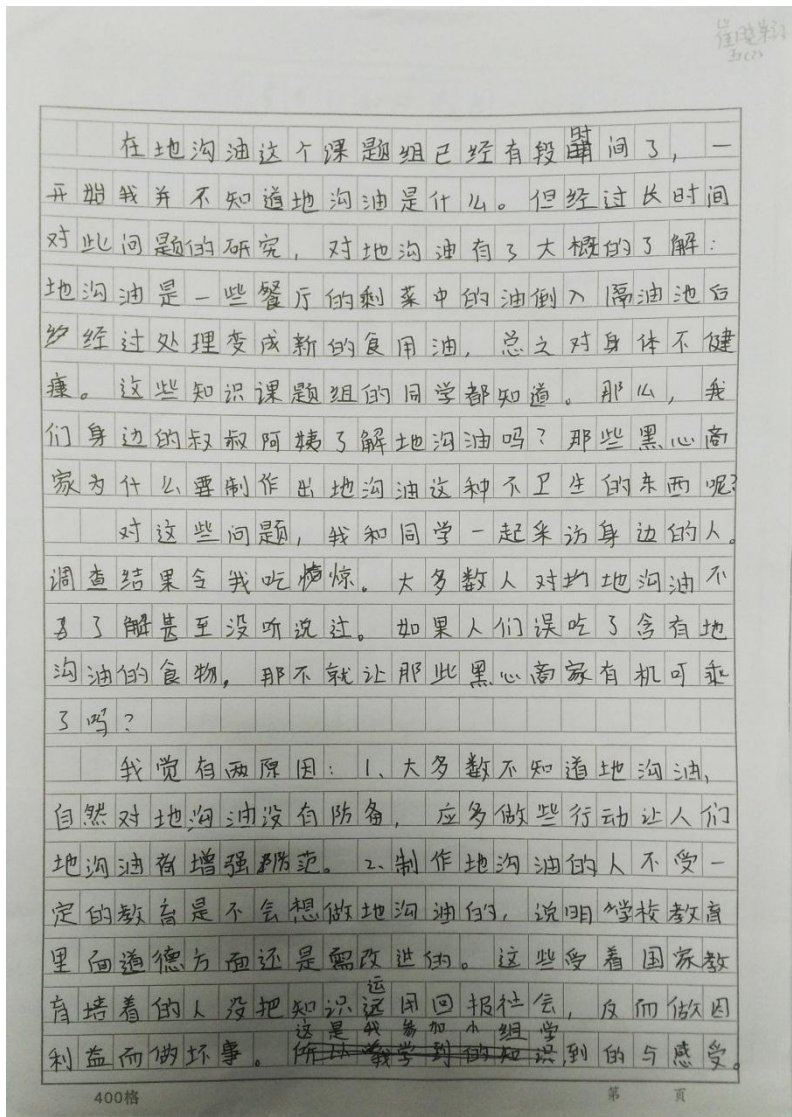 崔晓
五(7)
在地沟油这个课题组已经有段时间了，一
开始我并不知道地沟油是什么。但经过长时间
对此问题的研究，对地沟油有了大概的了解：
地沟油是一些餐厅的剩菜中的油倒入隔油池后
经过处理变成新的食用油，总之对身体不健
康。这些知识课题组的同学都知道。那么，我
们身边的叔叔阿姨了解地沟油吗？那些黑心商
家为什么要制作出地沟油这种不卫生的东西呢？
对这些问题，我和同学一起采访身边的人。
调查结果令我吃惊。大多数人对地沟油不
了解甚至没听说过。如果人们误吃了含有地
沟油的食物，那不就让那些黑心商家有机可乘
了吗？
我觉有两原因：1、大多数不知道地沟油，
自然对地沟油没有防备，应多做些行动让人们
地沟油有增强防范。2、制作地沟油的人不受一
定的教育是不会想做地沟油的，说明学校教育
里面道德方面还是需改进的。这些受着国家教
育培着的人没把知识运用回报社会，反而做因
利益而做坏事。这是我参加小组学到的与感受。
400格
第 页